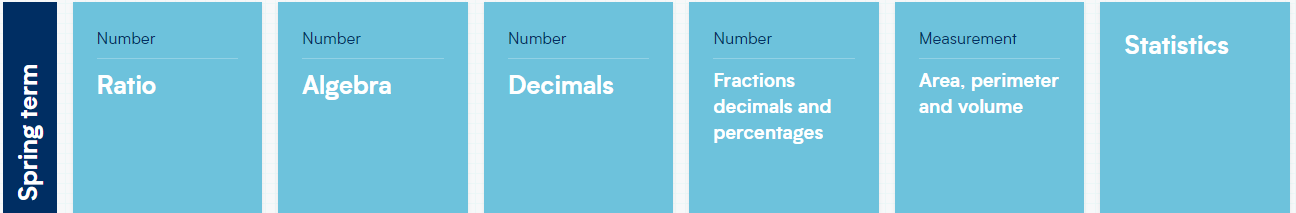 Spring term
Number
Ratio
Number
Algebra
Number
Decimals
Number
Fractions
decimals and
percentages
Measurement
Area, perimeter
and volume
Statistics